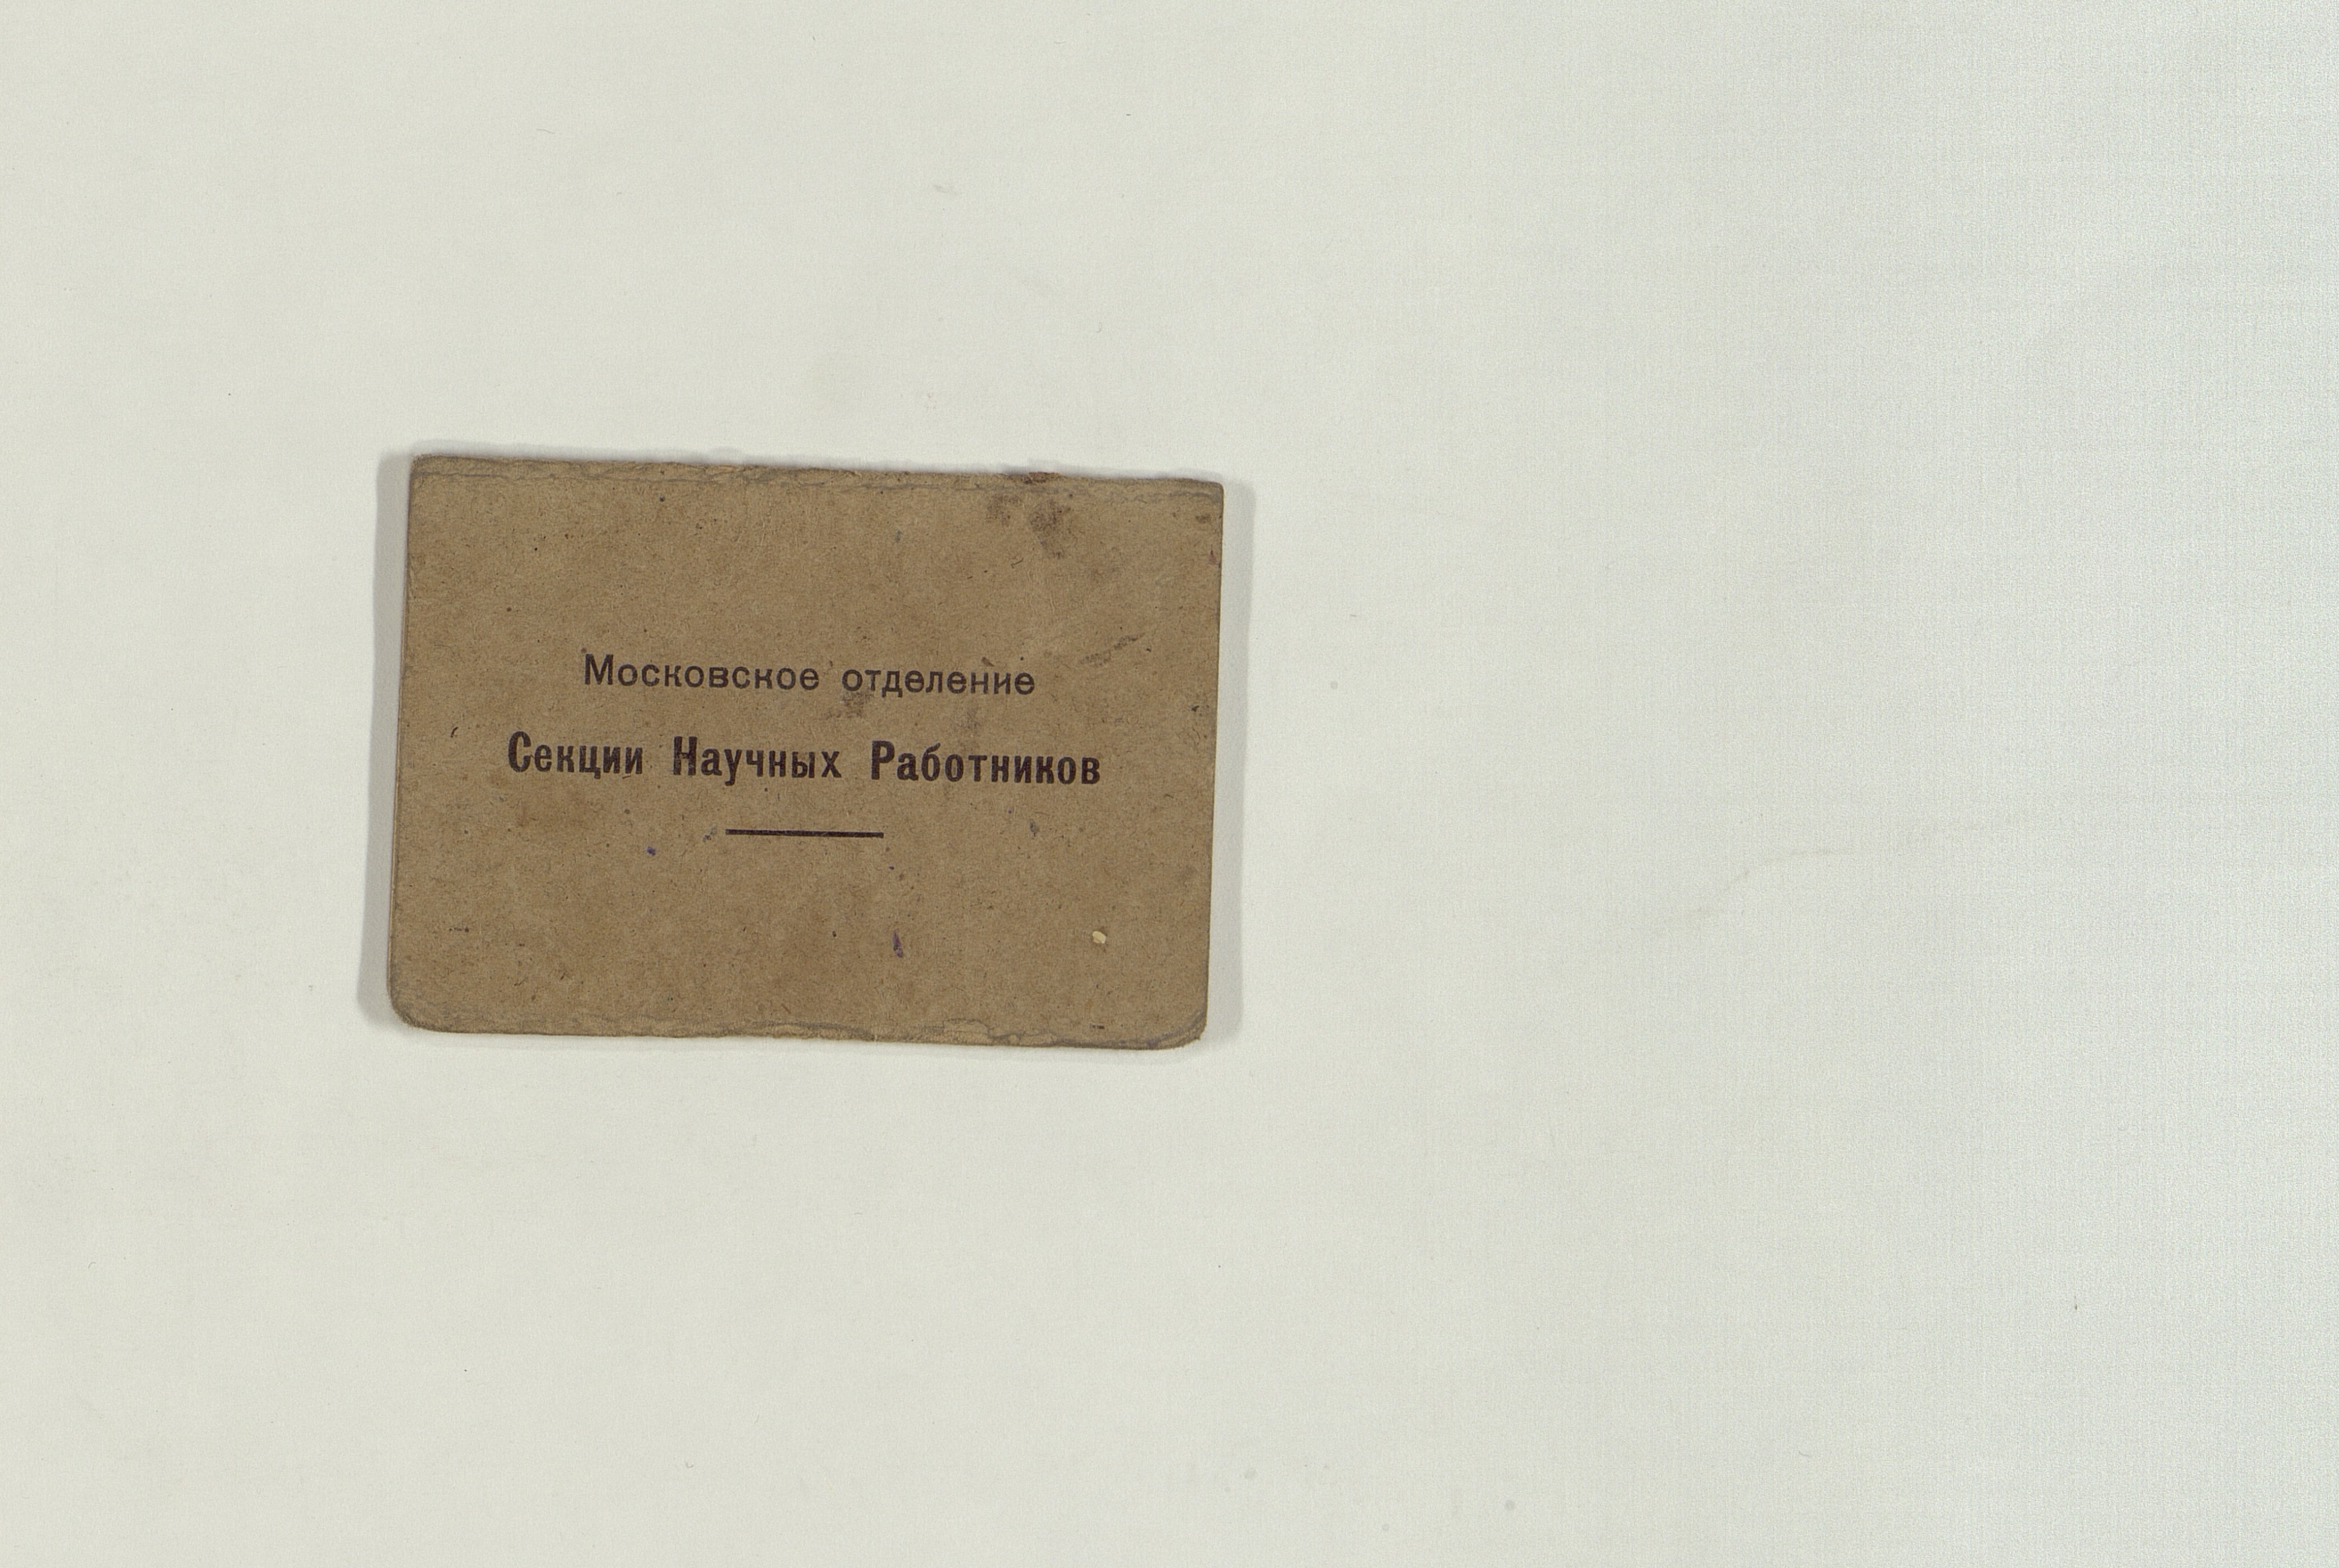 Московское отделение
Секции Научных Работников